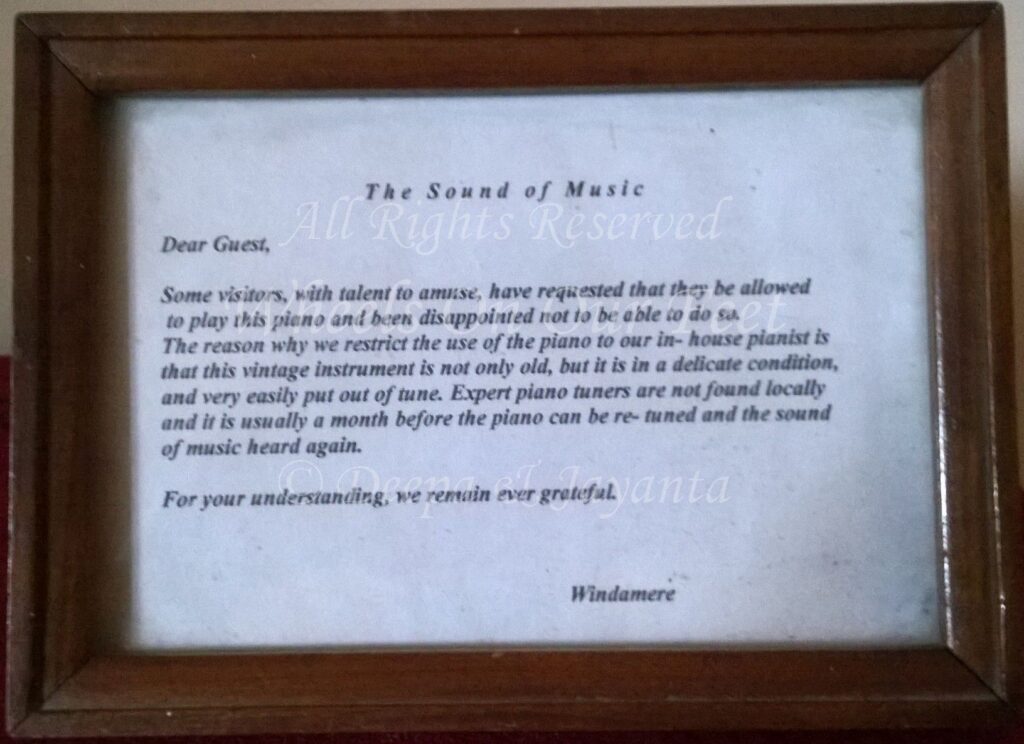 The Sound of Music
All Rights Reserved
Dear Guest,
Some visitors, with talent to amuse, have requested that they be allowed
to play this piano and been disappointed not to be able to do so.
Wheels On Our Feet
The reason why we restrict the use of the piano to our in- house pianist is
that this vintage instrument is not only old, but it is in a delicate condition,
and very easily put out of tune. Expert piano tuners are not found locally
and it is usually a month before the piano can be re- tuned and the sound
of music heard again.
© Deepa & Jayanta
For your understanding, we remain ever grateful.
Windamere